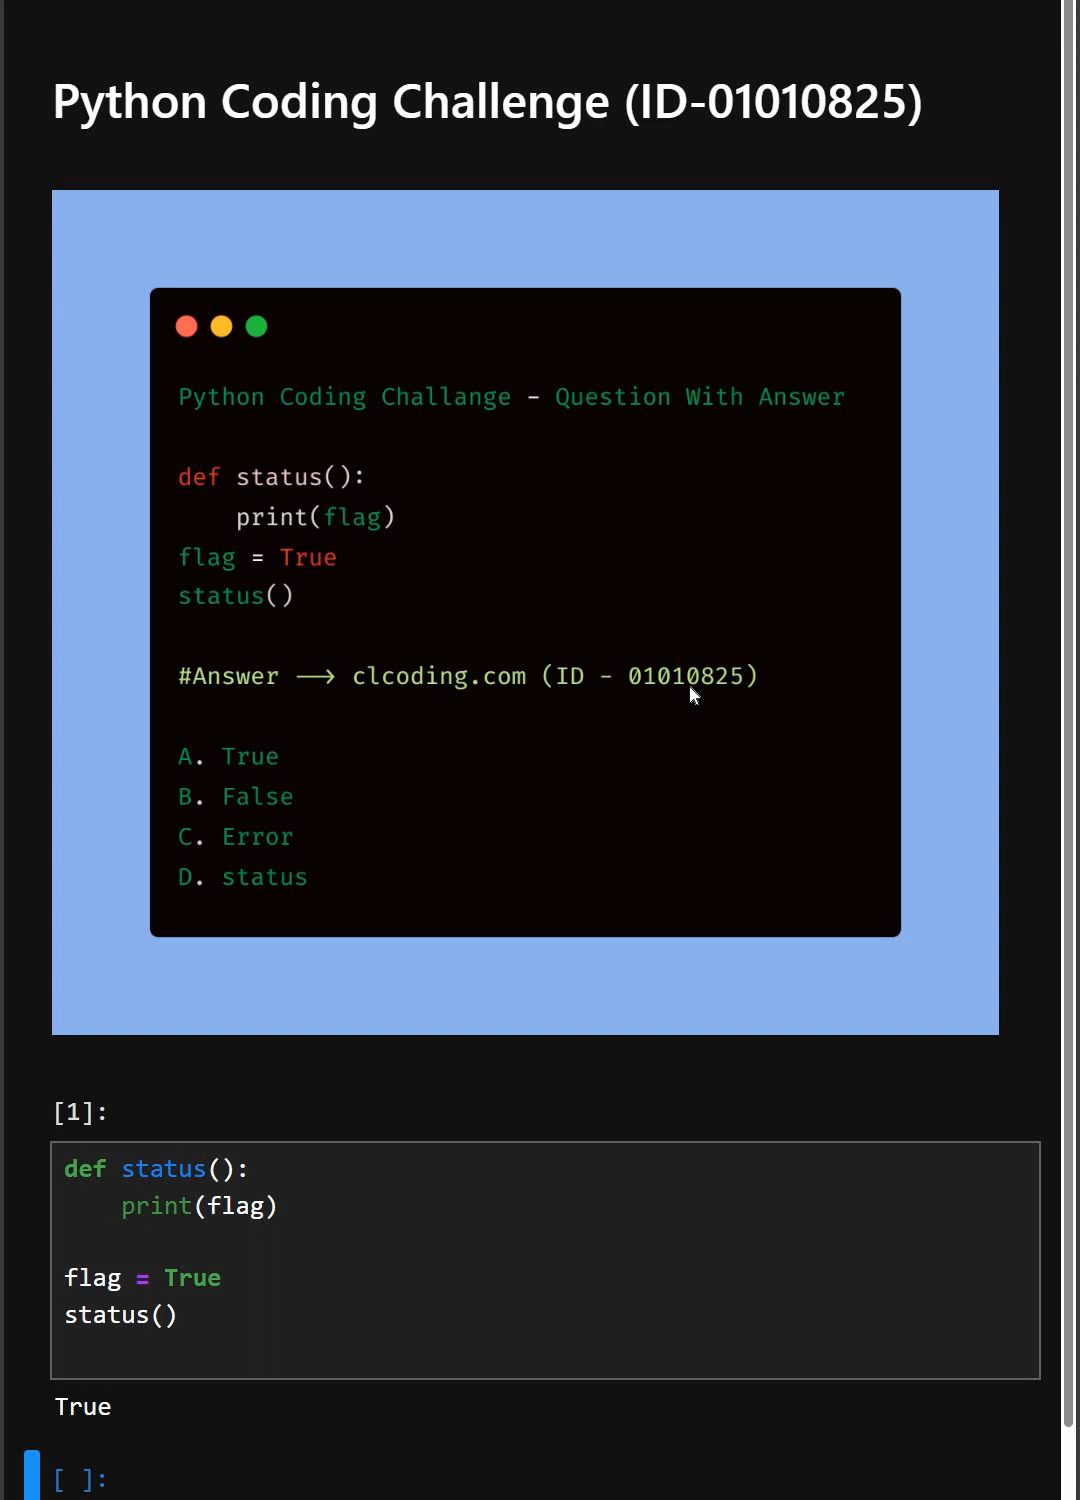 Python Coding Challenge (ID-01010825)
Python Coding Challange - Question With Answer
def status():
    print(flag)
flag = True
status()
#Answer ⟶ clcoding.com (ID - 01010825)
A. True
B. False
C. Error
D. status
[1]:
def status():
    print(flag)
flag = True
status()
True
[ ]: